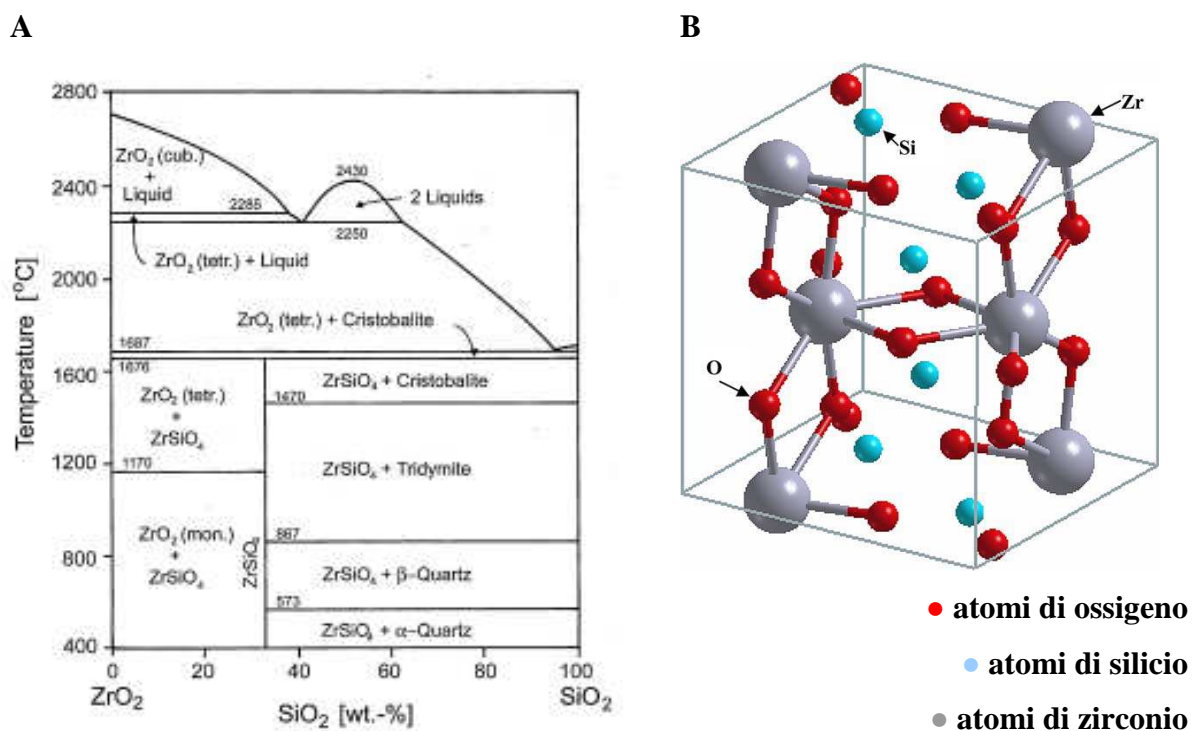 A
B
2800
2400
2000
1600
1200
800
400
Temperature [°C]
ZrO2 (cub.)
+
Liquid
2285
2430
2 Liquids
2250
ZrO2 (tetr.) + Liquid
ZrO2 (tetr.) + Cristobalite
1687
1676
ZrO2 (tetr.)
+
ZrSiO4
1170
ZrO2 (mon.)
+
ZrSiO4
ZrSiO4
ZrSiO4 + Cristobalite
1470
ZrSiO4 + Tridymite
867
ZrSiO4 + β-Quartz
573
ZrSiO4 + α-Quartz
0 20 40 60 80 100
ZrO2 SiO2
SiO2 [wt.-%]
Zr
Si
O
atomi di ossigeno
atomi di silicio
atomi di zirconio